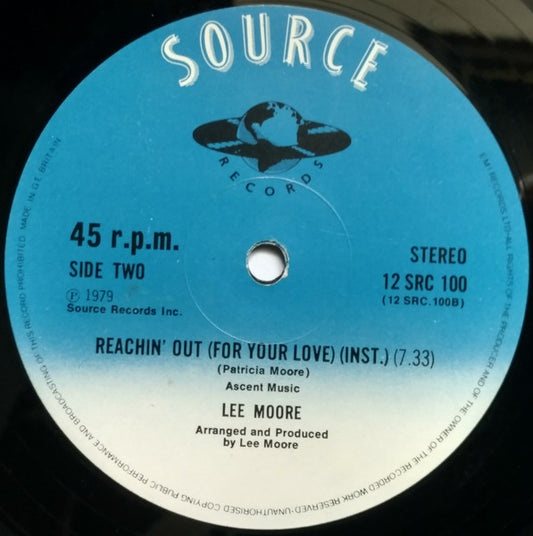 SOURCE
RECORDS
45 r.p.m.
SIDE TWO
℗ 1979
Source Records Inc.
STEREO
12 SRC 100
(12 SRC.100B)
REACHIN' OUT (FOR YOUR LOVE) (INST.) (7.33)
(Patricia Moore)
Ascent Music
LEE MOORE
Arranged and Produced
by Lee Moore
E.M.I RECORDS LTD-ALL RIGHTS OF THE PRODUCER AND OF THE OWNER OF THE RECORDED WORK RESERVED·UNAUTHORISED COPYING PUBLIC PERFORMANCE AND BROADCASTING OF THIS RECORD PROHIBITED. MADE IN GT. BRITAIN